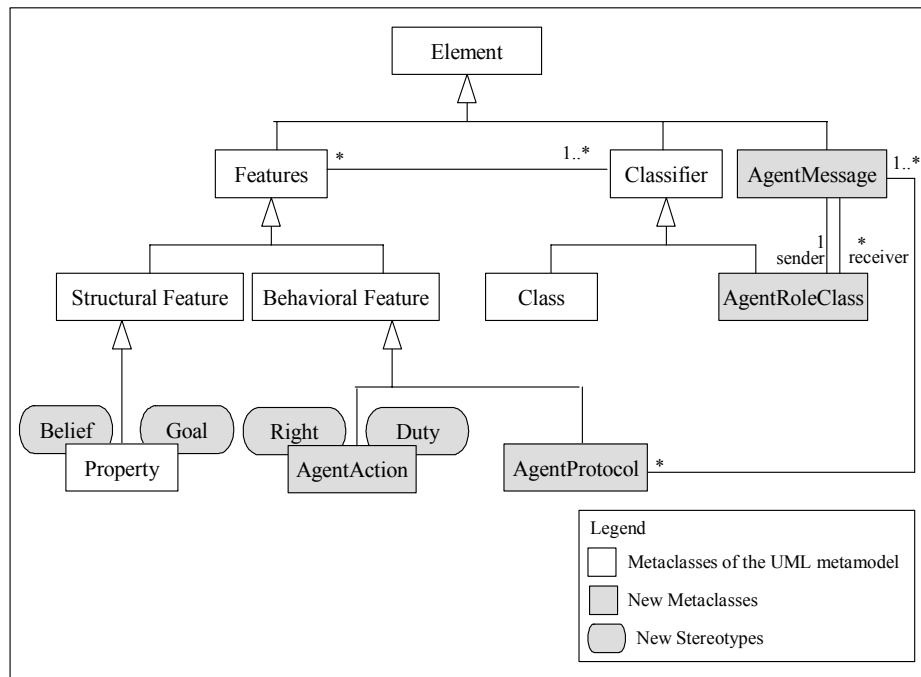 Element
Features
*
1..*
Classifier
AgentMessage
1..*
1
sender
*
receiver
Structural Feature
Behavioral Feature
Class
AgentRoleClass
Belief
Goal
Right
Duty
Property
AgentAction
AgentProtocol
*
Legend
Metaclasses of the UML metamodel
New Metaclasses
New Stereotypes